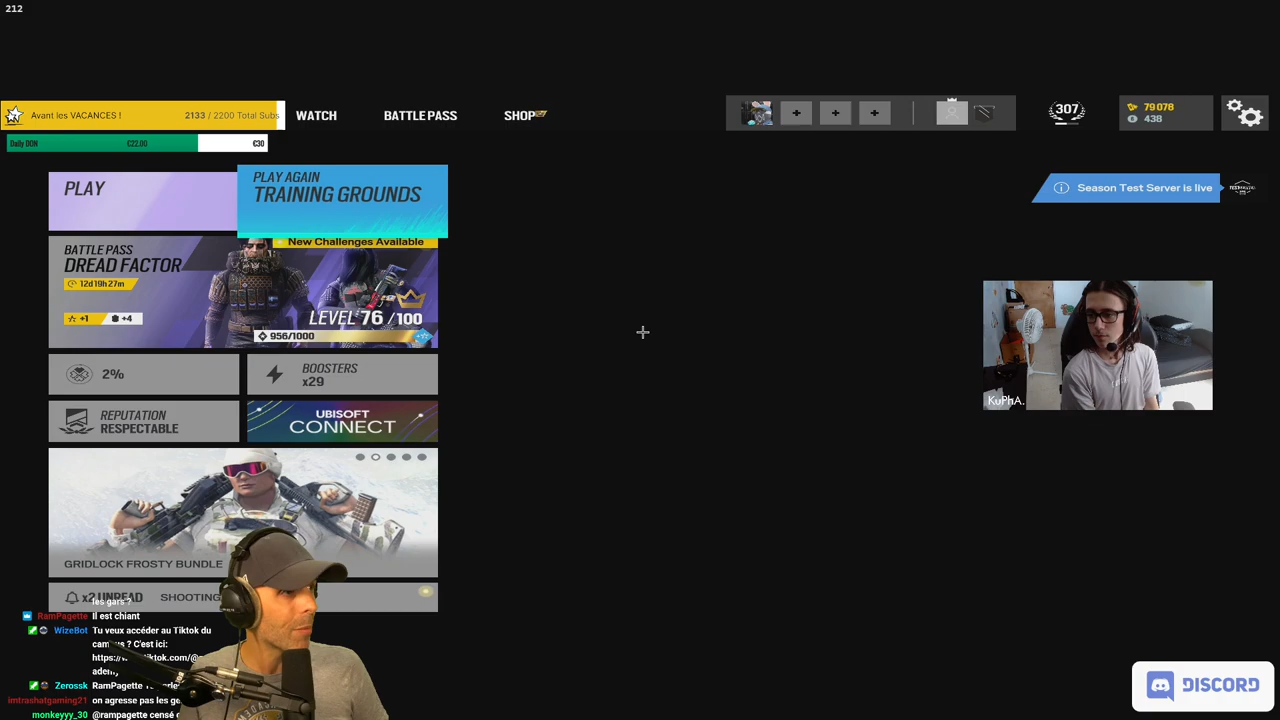 212
Avant les VACANCES ! 2133 / 2200 Total Subs
WATCH
BATTLE PASS
SHOP
307
79 078
438
Daily DON €22.00 €30
PLAY
PLAY AGAIN
TRAINING GROUNDS
Season Test Server is live
New Challenges Available
BATTLE PASS
DREAD FACTOR
12d 19h 27m
+1 +4
LEVEL 76 /100
956/1000
2%
BOOSTERS
x29
REPUTATION
RESPECTABLE
UBISOFT
CONNECT
KuPhA.
GRIDLOCK FROSTY BUNDLE
x2 UNREAD SHOOTING
les gars ?
RamPagette Il est chiant
WizeBot Tu veux accéder au Tiktok du
? C'est ici:
Zerossk RamPagette
imtrashatgaming21 on agresse pas les
monkeyyy_30 @rampagette censé
DISCORD